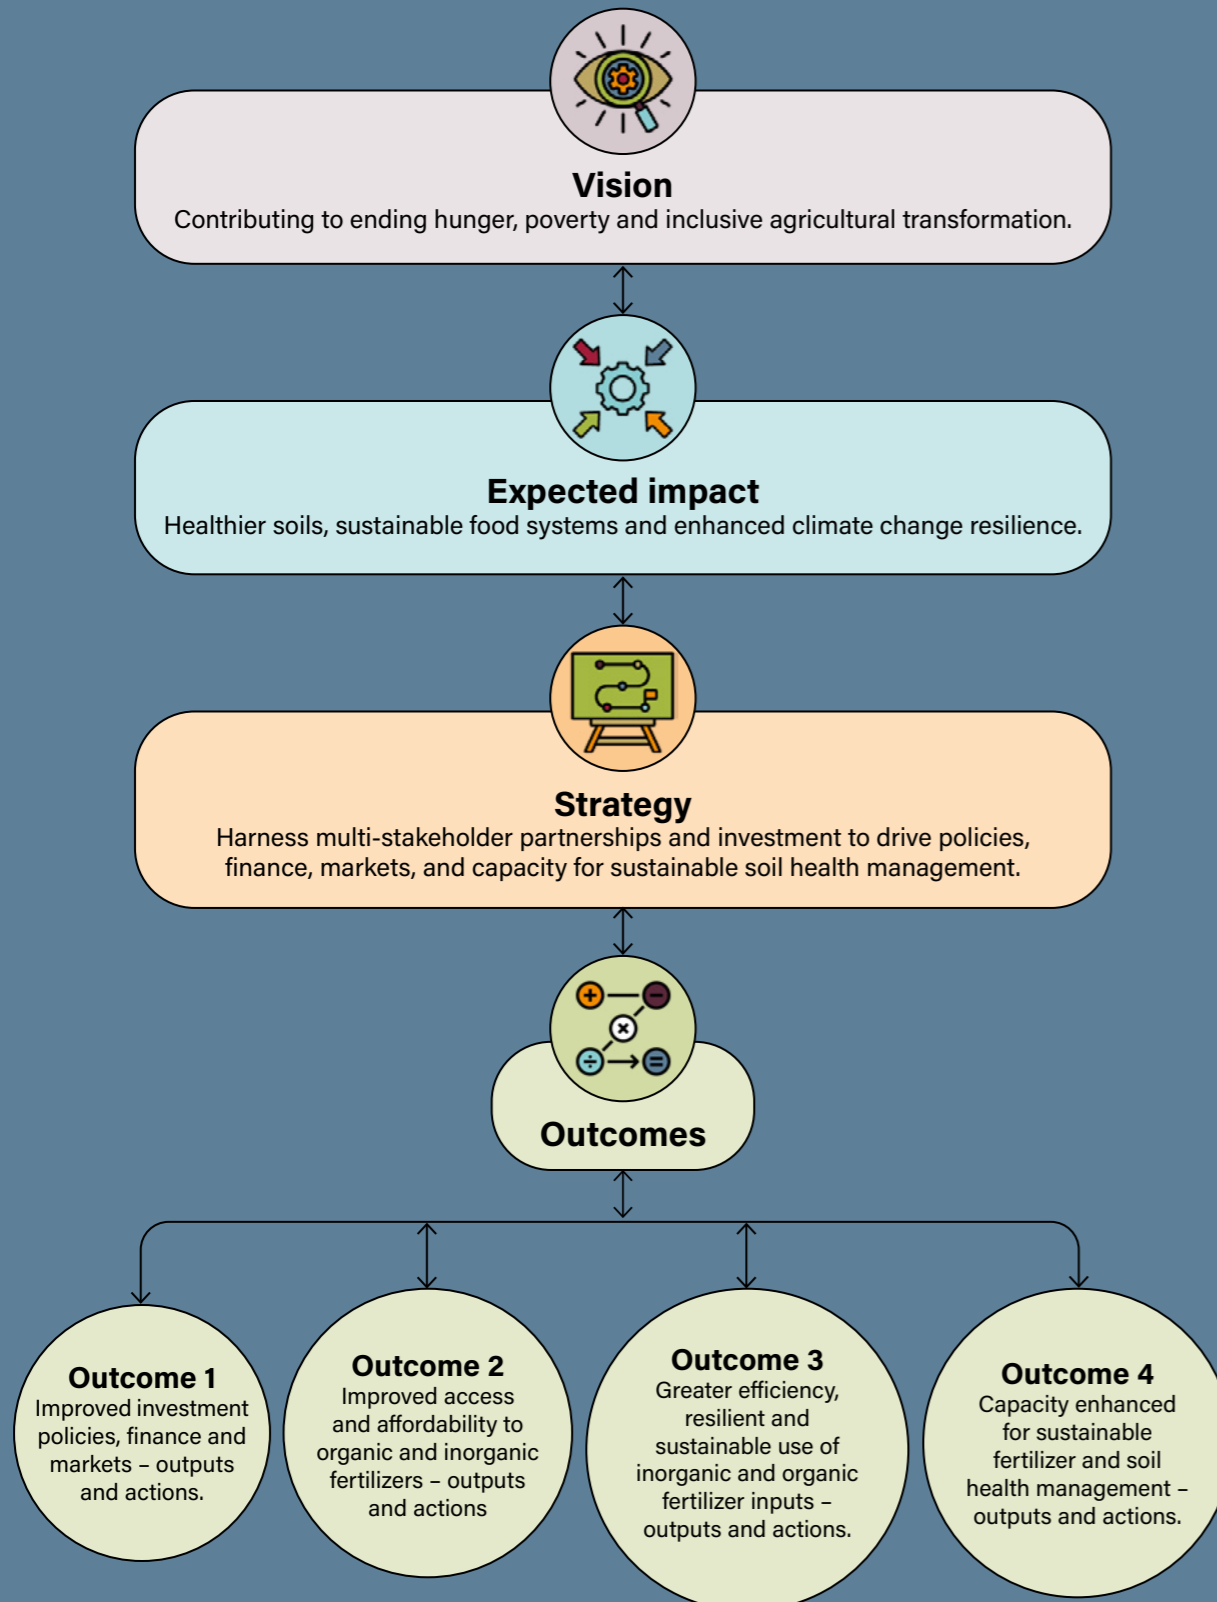 Vision
Contributing to ending hunger, poverty and inclusive agricultural transformation.
Expected impact
Healthier soils, sustainable food systems and enhanced climate change resilience.
Strategy
Harness multi-stakeholder partnerships and investment to drive policies,
finance, markets, and capacity for sustainable soil health management.
Outcomes
Outcome 1
Improved investment
policies, finance and
markets – outputs
and actions.
Outcome 2
Improved access
and affordability to
organic and inorganic
fertilizers – outputs
and actions
Outcome 3
Greater efficiency,
resilient and
sustainable use of
inorganic and organic
fertilizer inputs –
outputs and actions.
Outcome 4
Capacity enhanced
for sustainable
fertilizer and soil
health management –
outputs and actions.